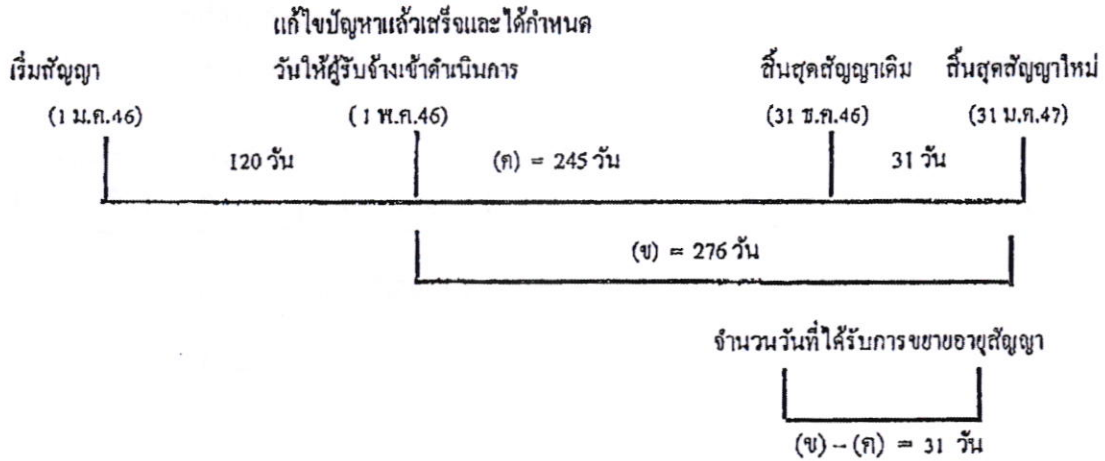 แก้ไขปัญหาแล้วเสร็จและได้กำหนด
เริ่มสัญญา วันให้ผู้รับจ้างเข้าดำเนินการ สิ้นสุดสัญญาเดิม สิ้นสุดสัญญาใหม่
(1 ม.ค.46) (1 พ.ค.46) (31 ธ.ค.46) (31 ม.ค.47)
120 วัน (ค) = 245 วัน 31 วัน
(ข) = 276 วัน
จำนวนวันที่ได้รับการขยายอายุสัญญา
(ข) – (ค) = 31 วัน